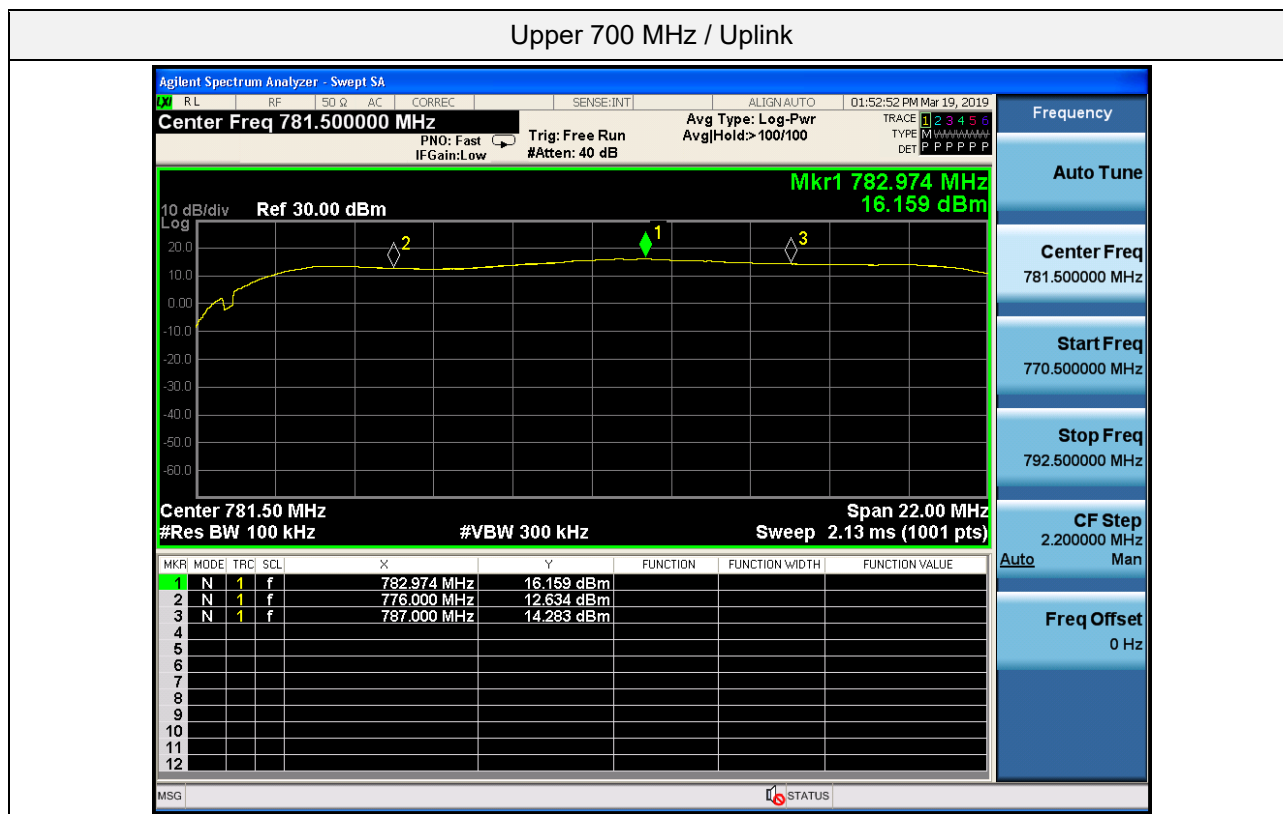 Upper 700 MHz / Uplink
Agilent Spectrum Analyzer - Swept SA
LXI RL RF 50 Ω AC CORREC SENSE:INT ALIGN AUTO 01:52:52 PM Mar 19, 2019
Center Freq 781.500000 MHz
PNO: Fast
IFGain:Low
Trig: Free Run
#Atten: 40 dB
Avg Type: Log-Pwr
Avg|Hold:>100/100
TRACE 1 2 3 4 5 6
TYPE M WWWWW
DET P P P P P P
Mkr1 782.974 MHz
16.159 dBm
10 dB/div Ref 30.00 dBm
Log
20.0
10.0
0.00
-10.0
-20.0
-30.0
-40.0
-50.0
-60.0
2
1
3
Center 781.50 MHz Span 22.00 MHz
#Res BW 100 kHz #VBW 300 kHz Sweep 2.13 ms (1001 pts)
MKR MODE TRC SCL X Y FUNCTION FUNCTION WIDTH FUNCTION VALUE
1 N 1 f 782.974 MHz 16.159 dBm
2 N 1 f 776.000 MHz 12.634 dBm
3 N 1 f 787.000 MHz 14.283 dBm
4
5
6
7
8
9
10
11
12
MSG STATUS
Frequency
Auto Tune
Center Freq
781.500000 MHz
Start Freq
770.500000 MHz
Stop Freq
792.500000 MHz
CF Step
2.200000 MHz
Auto Man
Freq Offset
0 Hz